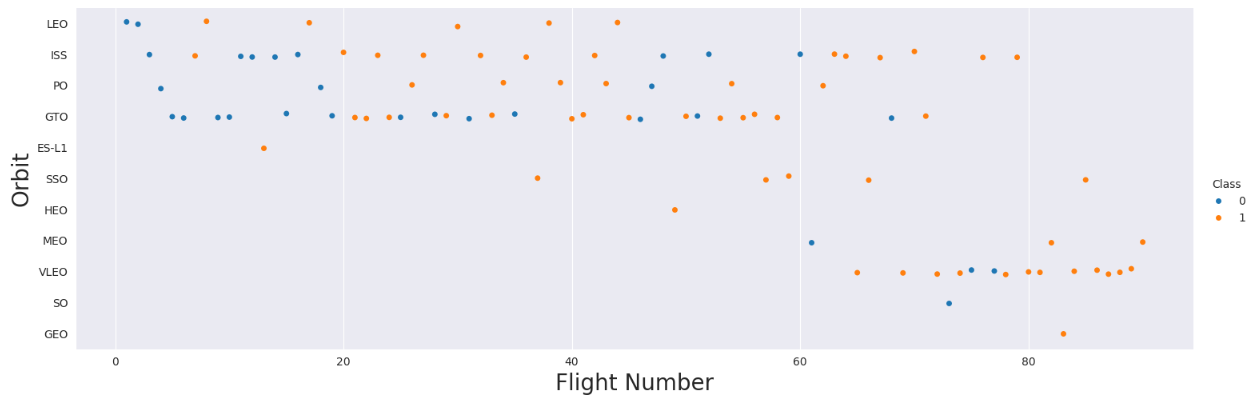 LEO
ISS
PO
GTO
ES-L1
SSO
HEO
MEO
VLEO
SO
GEO
Orbit
0 20 40 60 80
Flight Number
Class
0
1